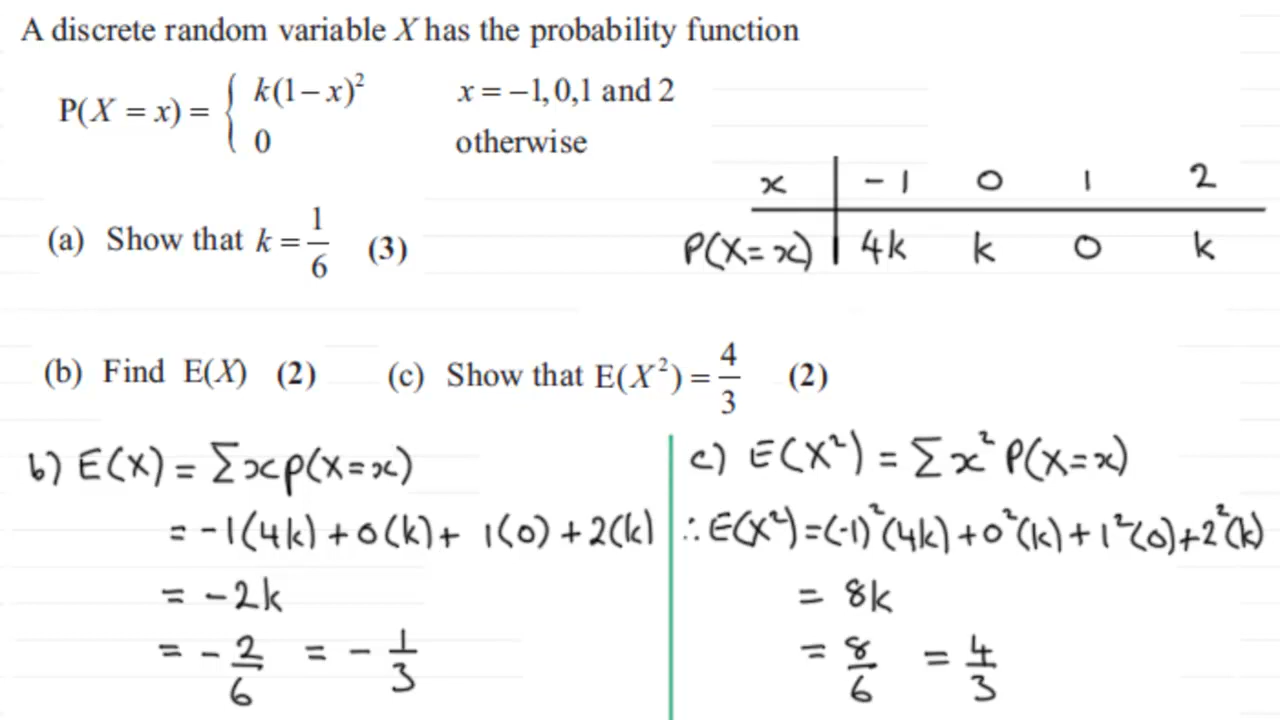 A discrete random variable X has the probability function
P(X = x) = { k(1 − x)² x = −1, 0, 1 and 2
0 otherwise
x | -1 0 1 2
P(X=x) | 4k k 0 k
(a) Show that k = 1/6 (3)
(b) Find E(X) (2) (c) Show that E(X²) = 4/3 (2)
b) E(X) = Σxp(X=x)
= -1(4k) + 0(k) + 1(0) + 2(k)
= -2k
= -2/6 = -1/3
c) E(X²) = Σx² P(X=x)
∴ E(X²) = (-1)²(4k) + 0²(k) + 1²(0) + 2²(k)
= 8k
= 8/6 = 4/3